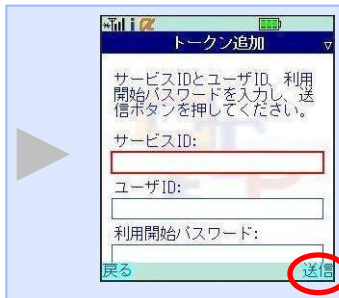 トークン追加
サービスIDとユーザID、利用
開始パスワードを入力し、送
信ボタンを押してください。
サービスID:
ユーザID:
利用開始パスワード:
戻る 送信